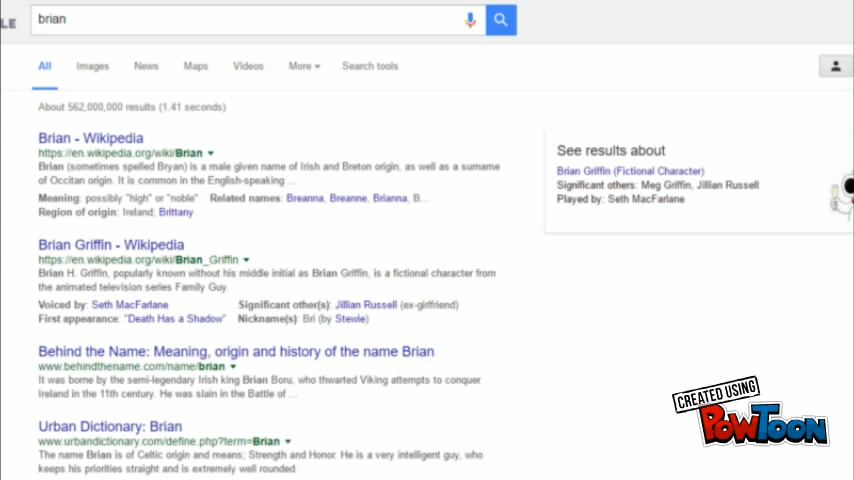 LE
brian
All Images News Maps Videos More Search tools
About 562,000,000 results (1.41 seconds)
Brian - Wikipedia
https://en.wikipedia.org/wiki/Brian
Brian (sometimes spelled Bryan) is a male given name of Irish and Breton origin, as well as a surname
of Occitan origin. It is common in the English-speaking ...
Meaning: possibly "high" or "noble" Related names: Breanna, Breanne, Brianna, B...
Region of origin: Ireland; Brittany
Brian Griffin - Wikipedia
https://en.wikipedia.org/wiki/Brian_Griffin
Brian H. Griffin, popularly known without his middle initial as Brian Griffin, is a fictional character from
the animated television series Family Guy.
Voiced by: Seth MacFarlane Significant other(s): Jillian Russell (ex-girlfriend)
First appearance: "Death Has a Shadow" Nickname(s): Bri (by Stewie)
Behind the Name: Meaning, origin and history of the name Brian
www.behindthename.com/name/brian
It was borne by the semi-legendary Irish king Brian Boru, who thwarted Viking attempts to conquer
Ireland in the 11th century. He was slain in the Battle of ...
Urban Dictionary: Brian
www.urbandictionary.com/define.php?term=Brian
The name Brian is of Celtic origin and means; Strength and Honor. He is a very intelligent guy, who
keeps his priorities straight and is extremely well rounded.
See results about
Brian Griffin (Fictional Character)
Significant others: Meg Griffin, Jillian Russell
Played by: Seth MacFarlane
CREATED USING
POWTOON